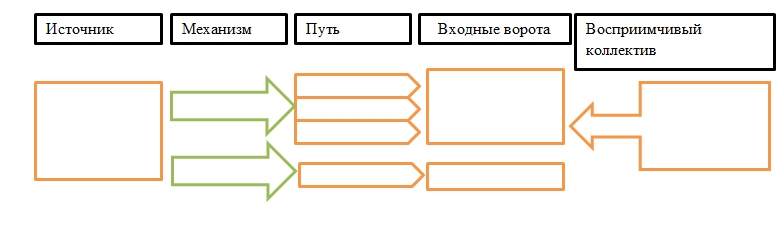 Источник
Механизм
Путь
Входные ворота
Восприимчивый
коллектив